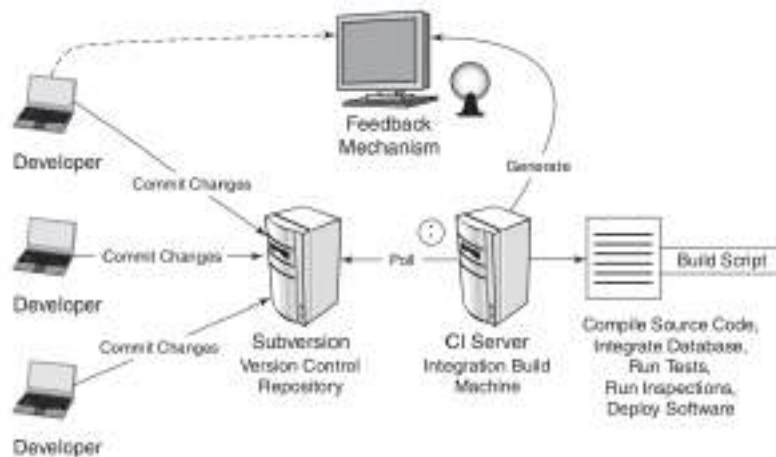 Feedback
Mechanism
Developer
Commit Changes
Generate
Developer
Commit Changes
Poll
Build Script
Subversion
Version Control
Repository
CI Server
Integration Build
Machine
Compile Source Code,
Integrate Database,
Run Tests,
Run Inspections,
Deploy Software
Commit Changes
Developer